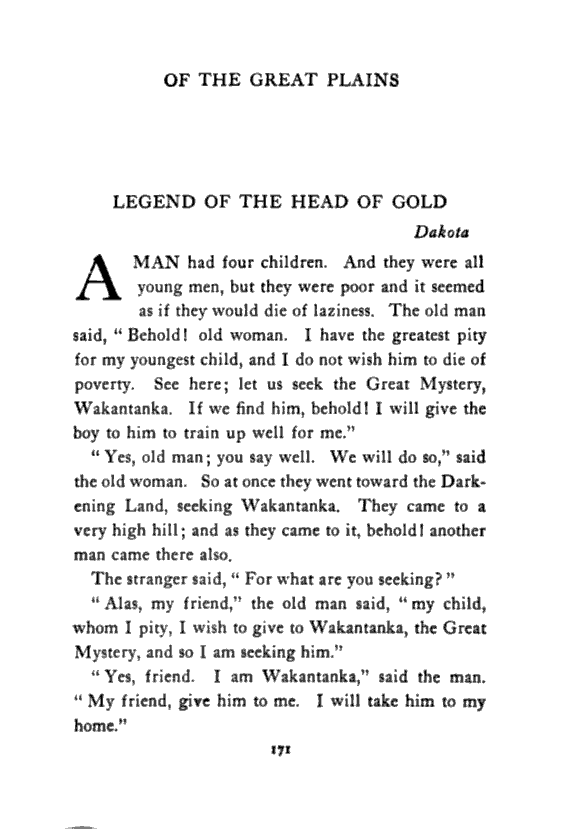 OF THE GREAT PLAINS
LEGEND OF THE HEAD OF GOLD
Dakota
A MAN had four children. And they were all
young men, but they were poor and it seemed
as if they would die of laziness. The old man
said, “ Behold! old woman. I have the greatest pity
for my youngest child, and I do not wish him to die of
poverty. See here; let us seek the Great Mystery,
Wakantanka. If we find him, behold! I will give the
boy to him to train up well for me.”
“ Yes, old man; you say well. We will do so,” said
the old woman. So at once they went toward the Dark-
ening Land, seeking Wakantanka. They came to a
very high hill; and as they came to it, behold! another
man came there also.
The stranger said, “ For what are you seeking? ”
“ Alas, my friend,” the old man said, “ my child,
whom I pity, I wish to give to Wakantanka, the Great
Mystery, and so I am seeking him.”
“ Yes, friend. I am Wakantanka,” said the man.
“ My friend, give him to me. I will take him to my
home.”
171